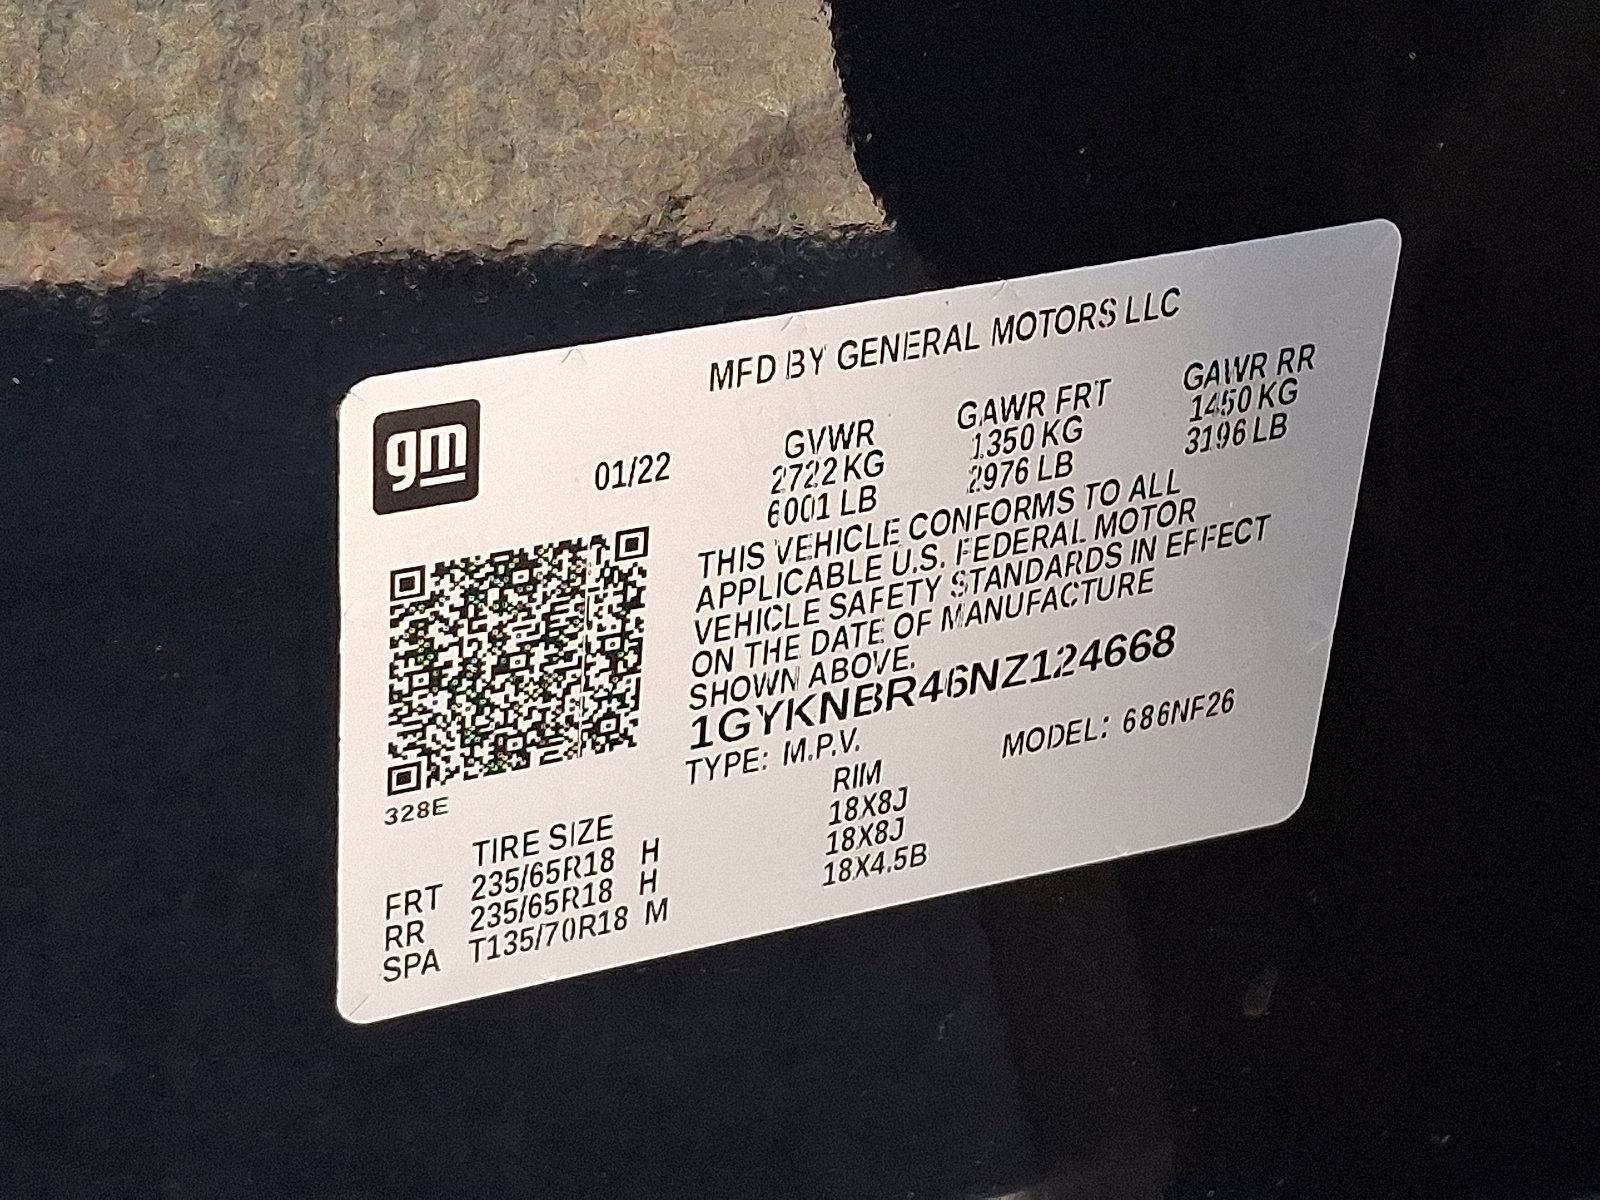 MFD BY GENERAL MOTORS LLC
gm
01/22
GVWR GAWR FRT GAWR RR
2722 KG 1350 KG 1450 KG
6001 LB 2976 LB 3196 LB
THIS VEHICLE CONFORMS TO ALL
APPLICABLE U.S. FEDERAL MOTOR
VEHICLE SAFETY STANDARDS IN EFFECT
ON THE DATE OF MANUFACTURE
SHOWN ABOVE.
1GYKNBR46NZ124668
TYPE: M.P.V. MODEL: 686NF26
328E
TIRE SIZE RIM
FRT 235/65R18 H 18X8J
RR 235/65R18 H 18X8J
SPA T135/70R18 M 18X4.5B